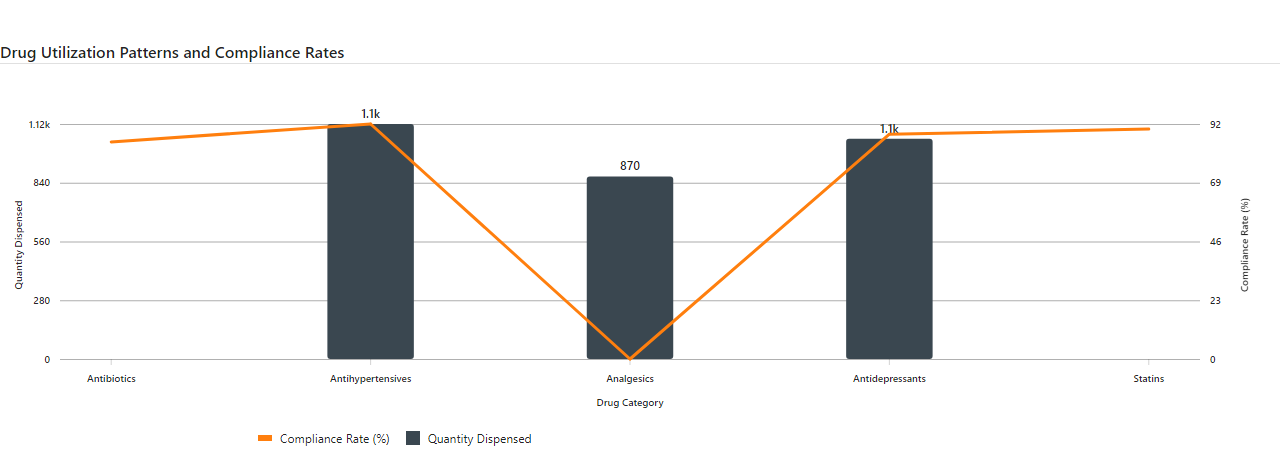 Drug Utilization Patterns and Compliance Rates
1.1k
1.12k
1.1k
92
870
840
69
Quantity Dispensed
Compliance Rate (%)
560
46
280
23
0
0
Antibiotics
Antihypertensives
Analgesics
Antidepressants
Statins
Drug Category
Compliance Rate (%)
Quantity Dispensed